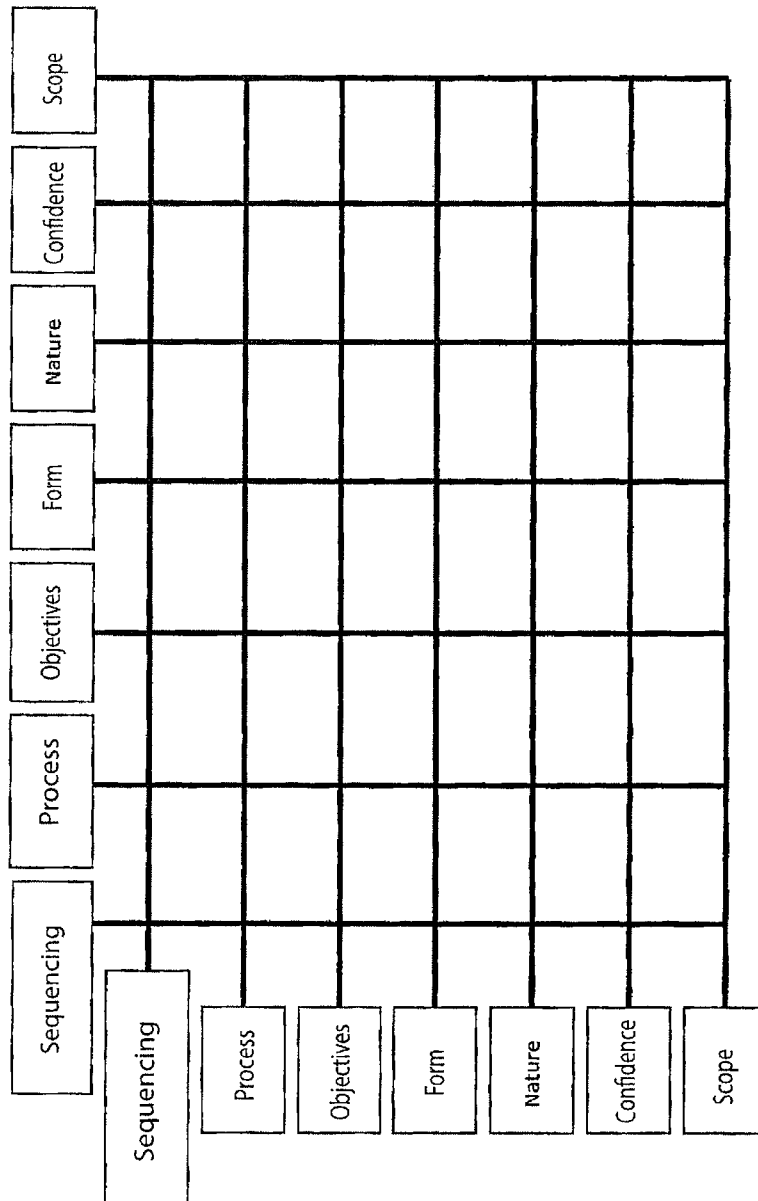 Sequencing
Process
Objectives
Form
Nature
Confidence
Scope
Sequencing
Process
Objectives
Form
Nature
Confidence
Scope